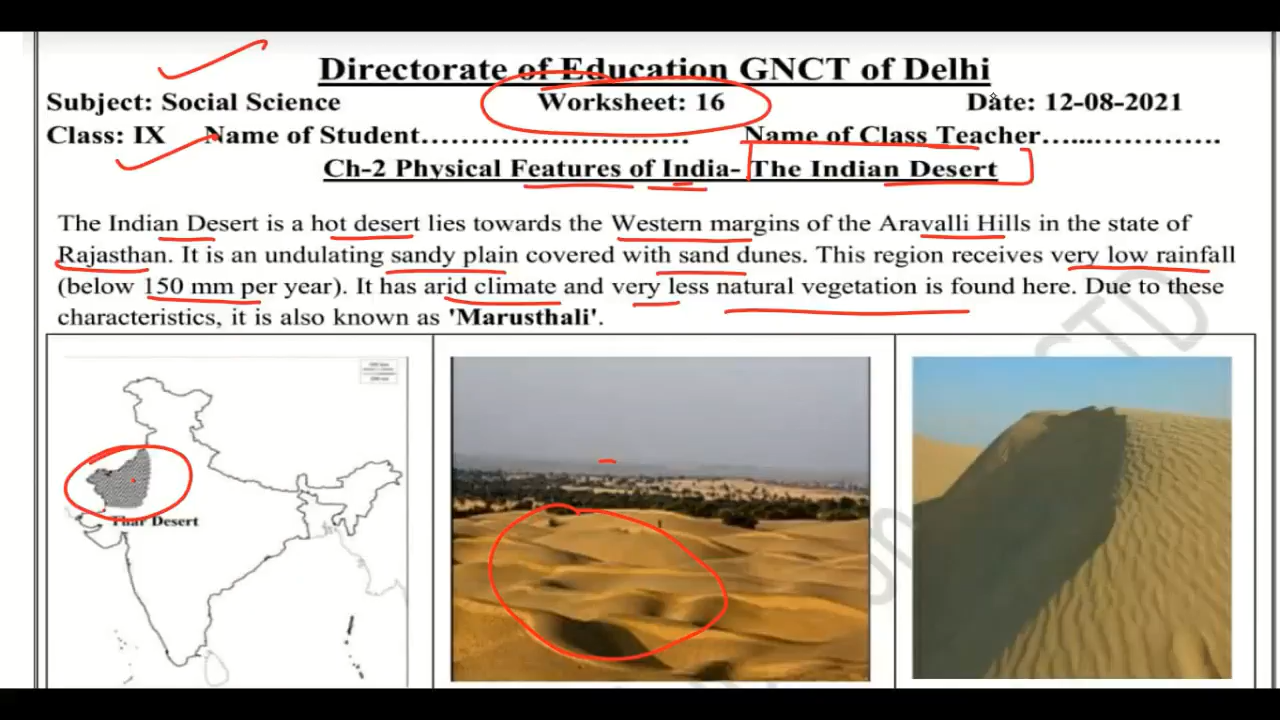 Directorate of Education GNCT of Delhi
Subject: Social Science Worksheet: 16 Date: 12-08-2021
Class: IX Name of Student........................... Name of Class Teacher................
Ch-2 Physical Features of India- The Indian Desert
The Indian Desert is a hot desert lies towards the Western margins of the Aravalli Hills in the state of
Rajasthan. It is an undulating sandy plain covered with sand dunes. This region receives very low rainfall
(below 150 mm per year). It has arid climate and very less natural vegetation is found here. Due to these
characteristics, it is also known as 'Marusthali'.
Thar Desert